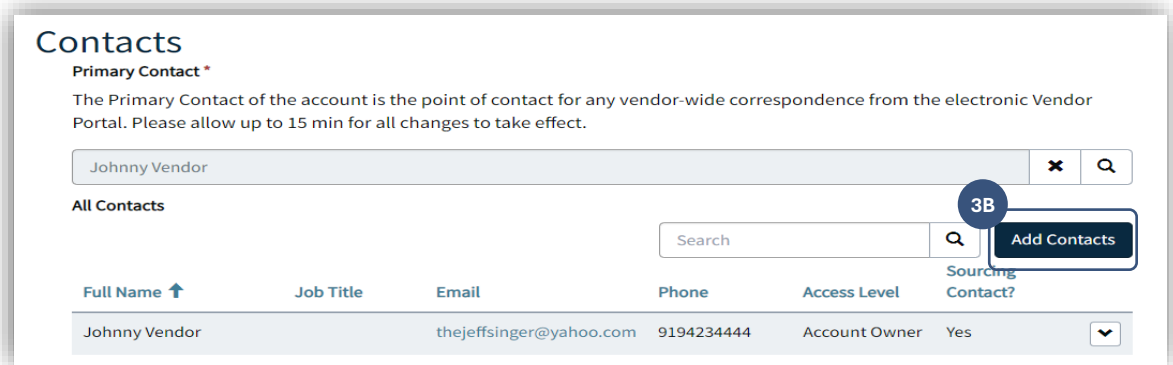 Contacts
Primary Contact *
The Primary Contact of the account is the point of contact for any vendor-wide correspondence from the electronic Vendor
Portal. Please allow up to 15 min for all changes to take effect.
Johnny Vendor
All Contacts
3B
Search
Add Contacts
Full Name Job Title Email Phone Access Level Sourcing Contact?
Johnny Vendor thejeffsinger@yahoo.com 9194234444 Account Owner Yes